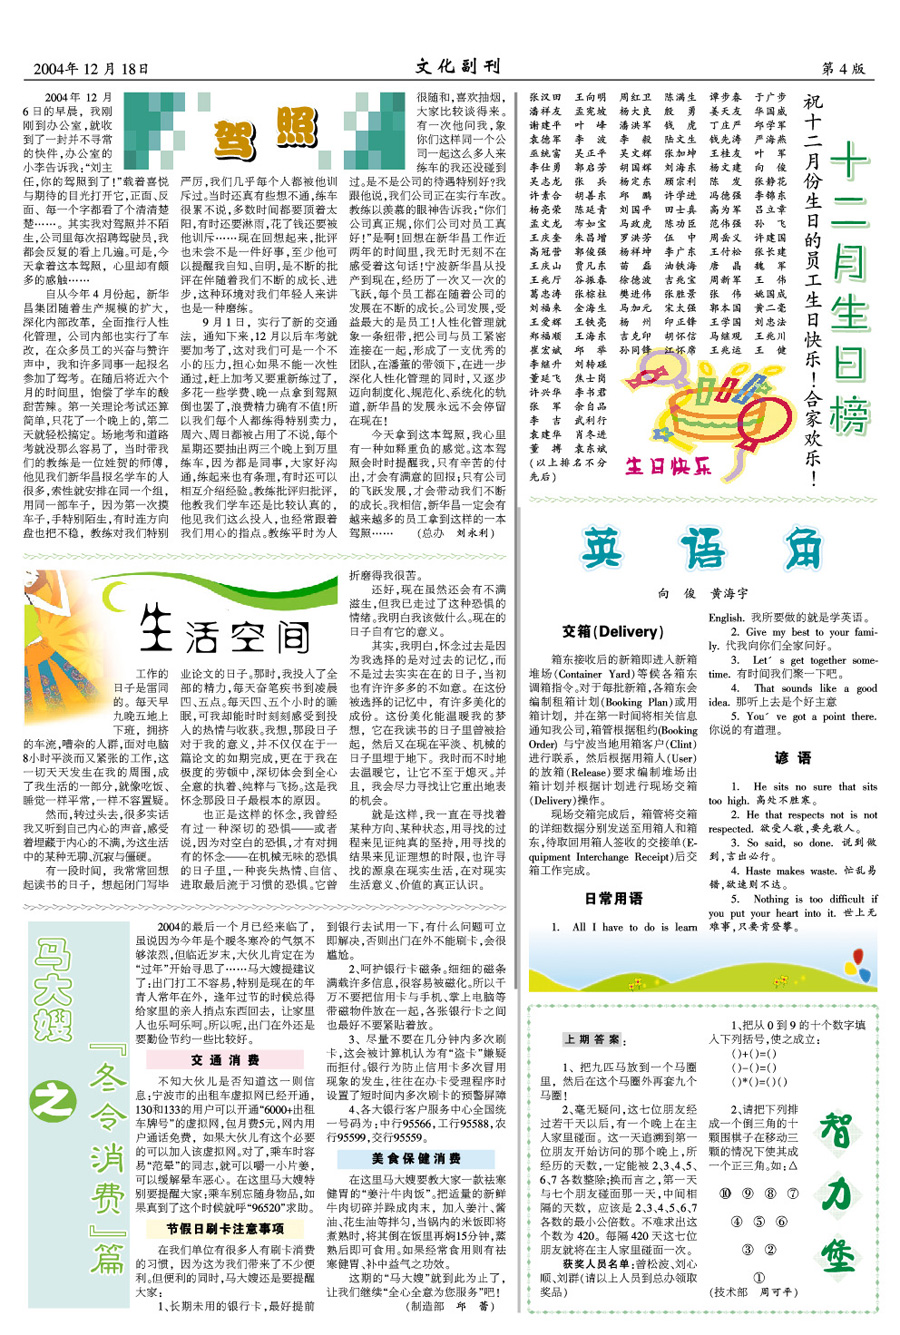 2004年 12 月 18日
文 化 副 刊
第 4 版
驾 照
2004 年 12 月
6 日的早晨，我刚
刚到办公室,就收
到了一封并不寻常
的快件,办公室的
小李告诉我:“刘主
任,你的驾照到了!”载着喜悦
与期待的目光打开它,正面、反
面、每一个字都看了个清清楚
楚……。其实我对驾照并不陌
生,公司里每次招聘驾驶员,我
都会反复的看上几遍。可是,今
天拿着这本驾照，心里却有颇
多的感触……
自从今年 4 月份起，新华
昌集团随着生产规模的扩大，
深化内部改革，全面推行人性
化管理，公司内部也实行了车
改，在众多员工的兴奋与赞许
声中，我和许多同事一起报名
参加了驾考。在随后将近六个
月的时间里，饱偿了学车的酸
甜苦辣。第一关理论考试还算
简单,只花了一个晚上的,第二
天就轻松搞定。场地考和道路
考就没那么容易了，当时带我
们的教练是一位姓贺的师傅，
他见我们新华昌报名学车的人
很多,索性就安排在同一个组,
用同一部车子，因为第一次摸
车子,手特别陌生,有时连方向
盘也把不稳，教练对我们特别
严厉,我们几乎每个人都被他训
斥过。当时还真有些想不通,练车
很累不说,多数时间都要顶着太
阳,有时还要淋雨,花了钱还要被
他训斥……现在回想起来,批评
也未尝不是一件好事,至少他可
以提醒我自知、自明,是不断的批
评在伴随着我们不断的成长、进
步,这种环境对我们年轻人来讲
也是一种磨练。
9 月 1 日，实行了新的交通
法，通知下来,12 月以后车考就
要加考了,这对我们可是一个不
小的压力,担心如果不能一次性
通过,赶上加考又要重新练过了,
多花一些学费、晚一点拿到驾照
倒也罢了,浪费精力确有不值!所
以我们每个人都练得特别卖力,
周六、周日都被占用了不说,每个
星期还要抽出两三个晚上到万里
练车,因为都是同事,大家好沟
通,练起来也有条理,有时还可以
相互介绍经验。教练批评归批评,
他教我们学车还是比较认真的,
他见我们这么投入,也经常跟着
我们用心的指点。教练平时为人
很随和,喜欢抽烟,
大家比较谈得来。
有一次他问我,象
你们这样同一个公
司一起这么多人来
练车的我还没碰到
过。是不是公司的待遇特别好?我
跟他说,我们公司正在实行车改。
教练以羡慕的眼神告诉我:“你们
公司真正规,你们公司对员工真
好!”是啊!回想在新华昌工作近
两年的时间里,我无时无刻不在
感受着这句话!宁波新华昌从投
产到现在,经历了一次又一次的
飞跃,每个员工都在随着公司的
发展在不断的成长。公司发展,受
益最大的是员工!人性化管理就
象一条纽带,把公司与员工紧密
连接在一起,形成了一支优秀的
团队,在潘董的带领下,在进一步
深化人性化管理的同时,又逐步
迈向制度化、规范化、系统化的轨
道,新华昌的发展永远不会停留
在现在!
今天拿到这本驾照,我心里
有一种如释重负的感觉。这本驾
照会时时提醒我,只有辛苦的付
出,才会有满意的回报;只有公司
的飞跃发展,才会带动我们不断
的成长。我相信,新华昌一定会有
越来越多的员工拿到这样的一本
驾照…… (总办 刘永利)
生活空间
工作的
日子是雷同
的。每天早
九晚五地上
下班，拥挤
的车流,嘈杂的人群,面对电脑
8小时平淡而又紧张的工作,这
一切天天发生在我的周围,成
了我生活的一部分,就像吃饭、
睡觉一样平常,一样不容置疑。
然而,转过头去,很多实话
我又听到自己内心的声音,感受
着埋藏于内心的不满,为这生活
中的某种无聊、沉寂与僵硬。
有一段时间，我常常回想
起读书的日子，想起闭门写毕
业论文的日子。那时,我投入了全
部的精力,每天奋笔疾书到凌晨
四、五点。每天四、五个小时的睡
眠,可我却能时时刻刻感受到投
入的热情与收获。我想,那段日子
对于我的意义,并不仅仅在于一
篇论文的如期完成,更在于我在
极度的劳顿中,深切体会到全心
全意的执着、纯粹与飞扬。这是我
怀念那段日子最根本的原因。
也正是这样的怀念,我曾经
有过一种深切的恐惧——或者
说,因为对空白的恐惧,才有对拥
有的怀念——在机械无味的恐惧
的日子里,一种丧失热情、自信、
进取最后流于习惯的恐惧。它曾
折磨得我很苦。
还好,现在虽然还会有不满
滋生,但我已走过了这种恐惧的
情绪。我明白我该做什么。现在的
日子自有它的意义。
其实,我明白,怀念过去是因
为我选择的是对过去的记忆,而
不是过去实实在在的日子,当初
也有许许多多的不如意。在这份
被选择的记忆中，有许多美化的
成份。这份美化能温暖我的梦
想，它在我读书的日子里曾被拾
起，然后又在现在平淡、机械的
日子里埋于地下。我时而不时地
去温暖它，让它不至于熄灭。并
且，我会尽力寻找让它重出地表
的机会。
就是这样,我一直在寻找着
某种方向、某种状态,用寻找的过
程来见证纯真的坚持,用寻找的
结果来见证理想的时限,也许寻
找的源泉在现实生活,在对现实
生活意义、价值的真正认识。
马大嫂
之
『冬令消费』篇
2004的最后一个月已经来临了，
虽说因为今年是个暖冬寒冷的气氛不
够浓烈,但临近岁末,大伙儿肯定在为
“过年”开始寻思了……马大嫂提建议
了:出门打工不容易,特别是现在的年
青人常年在外，逢年过节的时候总得
给家里的亲人捎点东西回去，让家里
人也乐呵乐呵。所以呢,出门在外还是
要勤俭节约一些比较好。
交 通 消 费
不知大伙儿是否知道这一则信
息:宁波市的出租车虚拟网已经开通,
130和133的用户可以开通“6000+出租
车牌号”的虚拟网,包月费5元,网内用
户通话免费，如果大伙儿有这个必要
的可以加入该虚拟网。对了,乘车时容
易“范晕”的同志,就可以嚼一小片姜,
可以缓解晕车恶心。在这里马大嫂特
别要提醒大家:乘车别忘随身物品,如
果真到了这个时候就呼“96520”求助。
节假日刷卡注意事项
在我们单位有很多人有刷卡消费
的习惯，因为这为我们带来了不少便
利。但便利的同时,马大嫂还是要提醒
大家:
1、长期未用的银行卡,最好提前
到银行去试用一下,有什么问题可立
即解决,否则出门在外不能刷卡,会很
尴尬。
2、呵护银行卡磁条。细细的磁条
满载许多信息,很容易被磁化。所以千
万不要把信用卡与手机、掌上电脑等
带磁物件放在一起,各张银行卡之间
也最好不要紧贴着放。
3、尽量不要在几分钟内多次刷
卡,这会被计算机认为有“盗卡”嫌疑
而拒付。银行为防止信用卡多次冒用
现象的发生,往往在办卡受理程序时
设置了短时间内多次刷卡的预警屏障
4、各大银行客户服务中心全国统
一号码为:中行95566,工行95588,农
行95599,交行95559。
美 食 保 健 消 费
在这里马大嫂要教大家一款祛寒
健胃的“姜汁牛肉饭”。把适量的新鲜
牛肉切碎并跺成肉末，加入姜汁、酱
油、花生油等拌匀,当锅内的米饭即将
煮熟时,将其倒在饭里再焖15分钟,蒸
熟后即可食用。如果经常食用则有祛
寒健胃、补中益气之功效。
这期的“马大嫂”就到此为止了，
让我们继续“全心全意为您服务”吧!
(制造部 邱 蕾)
十二月生日榜
祝十二月份生日的员工生日快乐！合家欢乐！
张汉田 王向明 周红卫 陈满生 谭步春 于广步
潘祥友 孟宪坡 杨大良 殷 勇 姜天友 华国威
谢建平 叶 峰 潘洪军 钱 虎 丁庄严 邱学军
袁德军 李 波 李 毅 陆文生 钱先涛 严海燕
巫统富 吴正平 吴文辉 张加坤 王桂友 叶 军
李仕勇 郭启芳 胡国辉 刘海东 杨文建 向 俊
吴志龙 张 兵 杨定东 顾宗利 陈 发 张静花
许素合 胡喜东 邱 鹏 许学进 冯德强 李锦东
杨亮荣 陈延青 刘国平 田士真 高为军 吕立章
孟文龙 布如宝 马政虎 陈功臣 范伟强 孙 飞
王庆奎 朱昌增 罗洪芳 伍 中 周岳义 许建国
高冠营 郭俊强 杨祥坤 李广东 王付松 张长建
王庆山 贾凡东 苗 磊 油轶海 唐 晶 魏 军
王兆厅 谷振春 徐德波 吉兆宝 周新军 王 伟
葛志涛 张棕柱 樊进伟 张胜景 张 伟 姚国成
刘福来 金海生 马加元 宋太强 郭本国 黄二毫
王爱辉 王轶亮 杨 州 印正锋 王学国 刘志法
郑福顺 王海东 吉克印 胡怀信 马继观 王兆川
崔宏斌 邱 举 孙同锋 江怀席 王兆运 王 健
李继升 刘转碰
董延飞 焦士岗
许兴华 李书君
张 军 余自品
李 吉 武利行
袁建华 肖冬进
董 搏 袁东斌
(以上排名不分
先后)
生日快乐
英 语 角
向 俊 黄海宇
交箱(Delivery)
箱东接收后的新箱即进入新箱
堆场(Container Yard)等候各箱东
调箱指令。对于每批新箱,各箱东会
编制租箱计划(Booking Plan)或用
箱计划，并在第一时间将相关信息
通知我公司,箱管根据租约(Booking
Order) 与宁波当地用箱客户(Clint)
进行联系，然后根据用箱人(User)
的放箱(Release)要求编制堆场出
箱计划并根据计划进行现场交箱
(Delivery)操作。
现场交箱完成后，箱管将交箱
的详细数据分别发送至用箱人和箱
东,待取回用箱人签收的交接单(E-
quipment Interchange Receipt)后交
箱工作完成。
日常用语
1. All I have to do is learn
English. 我所要做的就是学英语。
2. Give my best to your fami-
ly. 代我向你们全家问好。
3. Let′s get together some-
time. 有时间我们聚一下吧。
4. That sounds like a good
idea. 那听上去是个好主意
5. You′ve got a point there.
你说的有道理。
谚 语
1. He sits no sure that sits
too high. 高处不胜寒。
2. He that respects not is not
respected. 欲受人敬,要先敬人。
3. So said, so done. 说到做
到,言出必行。
4. Haste makes waste. 忙乱易
错,欲速则不达。
5. Nothing is too difficult if
you put your heart into it. 世上无
难事,只要肯登攀。
上 期 答 案：
1、把九匹马放到一个马圈
里，然后在这个马圈外再套九个
马圈!
2、毫无疑问,这七位朋友经
过若干天以后,有一个晚上在主
人家里碰面。这一天追溯到第一
位朋友开始访问的那个晚上,所
经历的天数,一定能被 2、3、4、5、
6、7 各数整除;换而言之,第一天
与七个朋友碰面那一天,中间相
隔的天数，应该是 2、3、4、5、6、7
各数的最小公倍数。不难求出这
个数为 420。每隔 420 天这七位
朋友就将在主人家里碰面一次。
获奖人员名单:曾松波、刘心
顺、刘群(请以上人员到总办领取
奖品)
1、把从 0 到 9 的十个数字填
入下列括号,使之成立：
()+()=()
()-()=()
()*()=()()
2、请把下列排
成一个倒三角的十
颗围棋子在移动三
颗的情况下使其成
一个正三角。如:△
⑩ ⑨ ⑧ ⑦
④ ⑤ ⑥
③ ②
①
(技术部 周可平)
智力堡